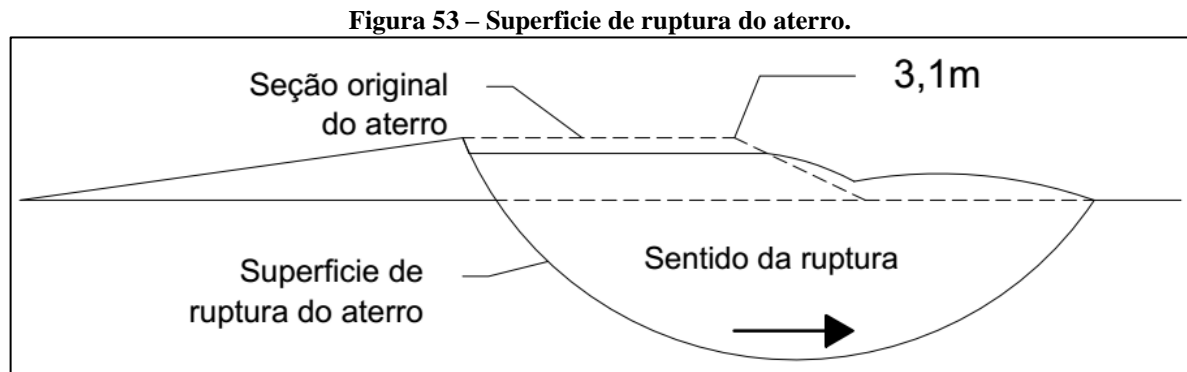 Figura 53 – Superficie de ruptura do aterro.
Seção original
do aterro
3,1m
Superficie de
ruptura do aterro
Sentido da ruptura